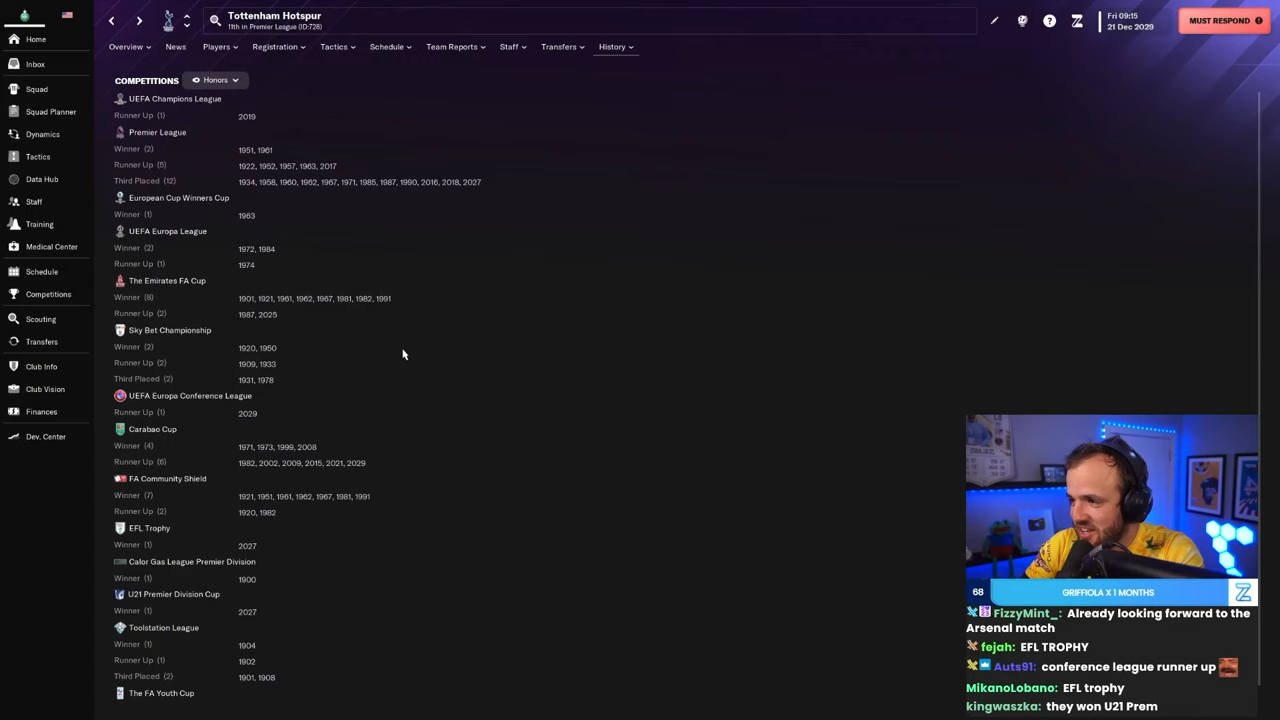 Tottenham Hotspur
11th in Premier League (ID:728)
Fri 09:15
21 Dec 2029
MUST RESPOND
Home
Inbox
Squad
Squad Planner
Dynamics
Tactics
Data Hub
Staff
Training
Medical Center
Schedule
Competitions
Scouting
Transfers
Club Info
Club Vision
Finances
Dev. Center
Overview News Players Registration Tactics Schedule Team Reports Staff Transfers History
COMPETITIONS Honors
UEFA Champions League
Runner Up (1) 2019
Premier League
Winner (2) 1951, 1961
Runner Up (5) 1922, 1952, 1957, 1963, 2017
Third Placed (12) 1934, 1958, 1960, 1962, 1967, 1971, 1985, 1987, 1990, 2016, 2018, 2027
European Cup Winners Cup
Winner (1) 1963
UEFA Europa League
Winner (2) 1972, 1984
Runner Up (1) 1974
The Emirates FA Cup
Winner (8) 1901, 1921, 1961, 1962, 1967, 1981, 1982, 1991
Runner Up (2) 1987, 2025
Sky Bet Championship
Winner (2) 1920, 1950
Runner Up (2) 1909, 1933
Third Placed (2) 1931, 1978
UEFA Europa Conference League
Runner Up (1) 2029
Carabao Cup
Winner (4) 1971, 1973, 1999, 2008
Runner Up (6) 1982, 2002, 2009, 2015, 2021, 2029
FA Community Shield
Winner (7) 1921, 1951, 1961, 1962, 1967, 1981, 1991
Runner Up (2) 1920, 1982
EFL Trophy
Winner (1) 2027
Calor Gas League Premier Division
Winner (1) 1900
U21 Premier Division Cup
Winner (1) 2027
Toolstation League
Winner (1) 1904
Runner Up (1) 1902
Third Placed (2) 1901, 1908
The FA Youth Cup
68 GRIFFIOLA X 1 MONTHS
FizzyMint_: Already looking forward to the
Arsenal match
fejah: EFL TROPHY
Auts91: conference league runner up
MikanoLobano: EFL trophy
kingwaszka: they won U21 Prem